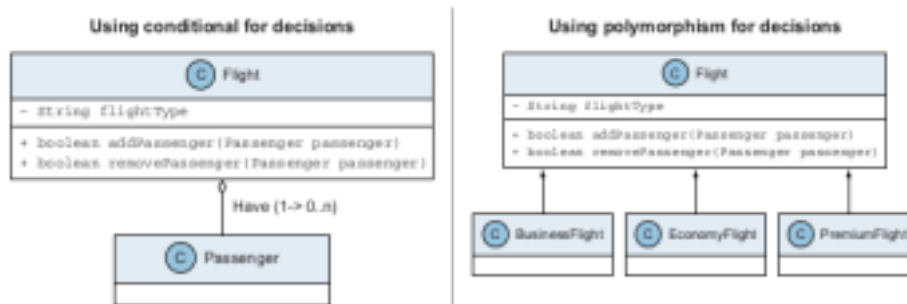 Using conditional for decisions
C Flight
- String flightType
+ boolean addPassenger(Passenger passenger)
+ boolean removePassenger(Passenger passenger)
Have (1-> 0..n)
C Passenger
Using polymorphism for decisions
C Flight
- String flightType
+ boolean addPassenger(Passenger passenger)
+ boolean removePassenger(Passenger passenger)
C BusinessFlight
C EconomyFlight
C PremiumFlight